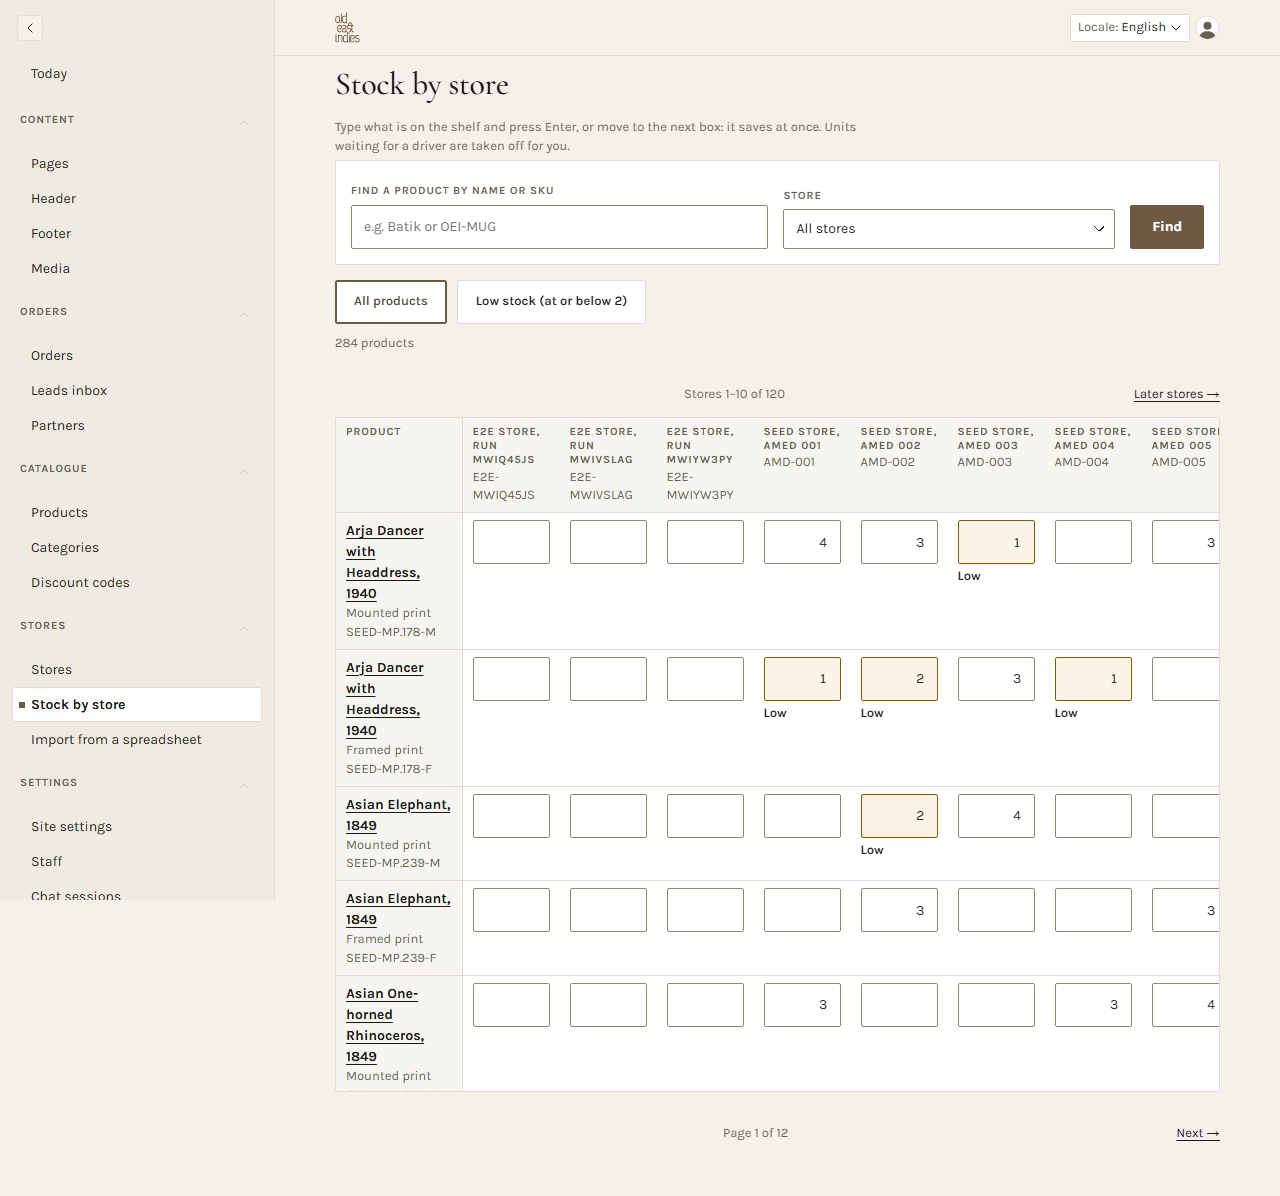 old
east
indies
Locale: English
Today
CONTENT
Pages
Header
Footer
Media
ORDERS
Orders
Leads inbox
Partners
CATALOGUE
Products
Categories
Discount codes
STORES
Stores
Stock by store
Import from a spreadsheet
SETTINGS
Site settings
Staff
Chat sessions
Stock by store
Type what is on the shelf and press Enter, or move to the next box: it saves at once. Units
waiting for a driver are taken off for you.
FIND A PRODUCT BY NAME OR SKU
e.g. Batik or OEI-MUG
STORE
All stores
Find
All products
Low stock (at or below 2)
284 products
Stores 1–10 of 120
Later stores →
PRODUCT
E2E STORE,
RUN
MWIQ45JS
E2E-
MWIQ45JS
E2E STORE,
RUN
MWIVSLAG
E2E-
MWIVSLAG
E2E STORE,
RUN
MWIYW3PY
E2E-
MWIYW3PY
SEED STORE,
AMED 001
AMD-001
SEED STORE,
AMED 002
AMD-002
SEED STORE,
AMED 003
AMD-003
SEED STORE,
AMED 004
AMD-004
SEED STOR
AMED 005
AMD-005
Arja Dancer
with
Headdress,
1940
Mounted print
SEED-MP.178-M
4
3
1
Low
3
Arja Dancer
with
Headdress,
1940
Framed print
SEED-MP.178-F
1
Low
2
Low
3
1
Low
Asian Elephant,
1849
Mounted print
SEED-MP.239-M
2
Low
4
Asian Elephant,
1849
Framed print
SEED-MP.239-F
3
3
Asian One-
horned
Rhinoceros,
1849
Mounted print
3
3
4
Page 1 of 12
Next →